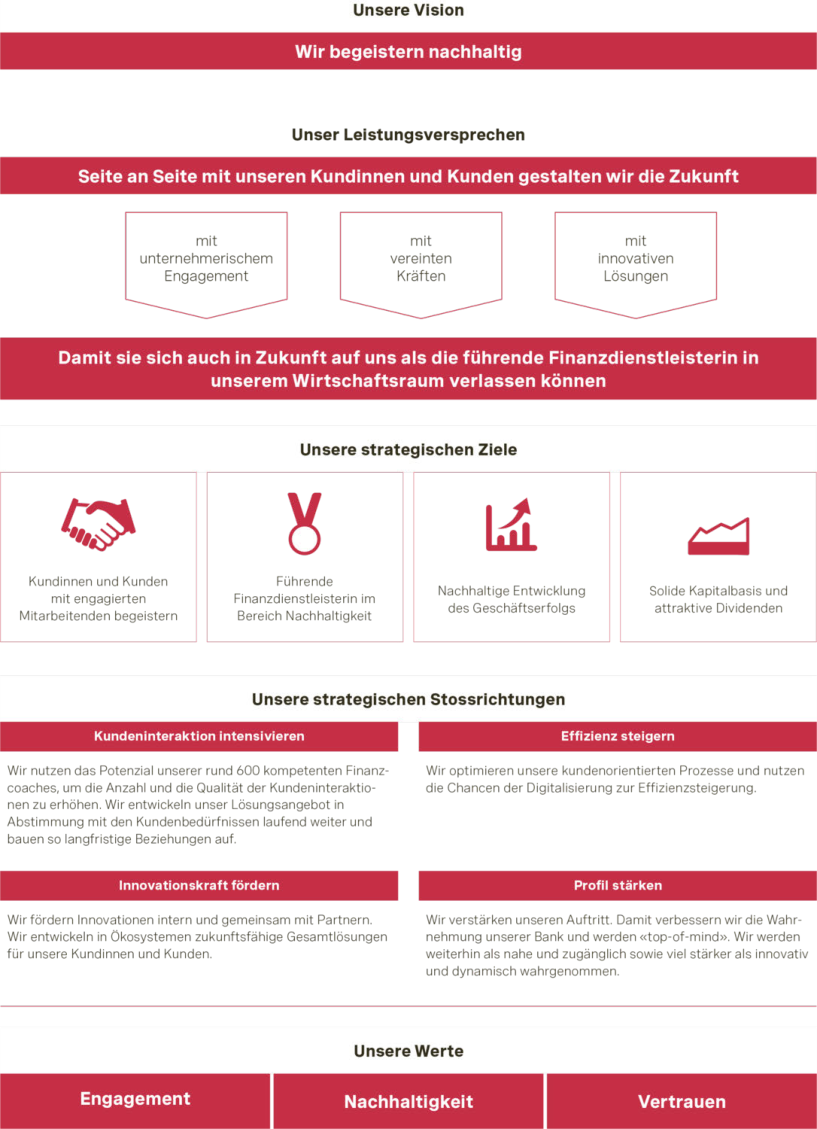 Unsere Vision
Wir begeistern nachhaltig
Unser Leistungsversprechen
Seite an Seite mit unseren Kundinnen und Kunden gestalten wir die Zukunft
mit
unternehmerischem
Engagement
mit
vereinten
Kräften
mit
innovativen
Lösungen
Damit sie sich auch in Zukunft auf uns als die führende Finanzdienstleisterin in
unserem Wirtschaftsraum verlassen können
Unsere strategischen Ziele
Kundinnen und Kunden
mit engagierten
Mitarbeitenden begeistern
Führende
Finanzdienstleisterin im
Bereich Nachhaltigkeit
Nachhaltige Entwicklung
des Geschäftserfolgs
Solide Kapitalbasis und
attraktive Dividenden
Unsere strategischen Stossrichtungen
Kundeninteraktion intensivieren
Wir nutzen das Potenzial unserer rund 600 kompetenten Finanz-
coaches, um die Anzahl und die Qualität der Kundeninteraktio-
nen zu erhöhen. Wir entwickeln unser Lösungsangebot in
Abstimmung mit den Kundenbedürfnissen laufend weiter und
bauen so langfristige Beziehungen auf.
Effizienz steigern
Wir optimieren unsere kundenorientierten Prozesse und nutzen
die Chancen der Digitalisierung zur Effizienzsteigerung.
Innovationskraft fördern
Wir fördern Innovationen intern und gemeinsam mit Partnern.
Wir entwickeln in Ökosystemen zukunftsfähige Gesamtlösungen
für unsere Kundinnen und Kunden.
Profil stärken
Wir verstärken unseren Auftritt. Damit verbessern wir die Wahr-
nehmung unserer Bank und werden «top-of-mind». Wir werden
weiterhin als nahe und zugänglich sowie viel stärker als innovativ
und dynamisch wahrgenommen.
Unsere Werte
Engagement
Nachhaltigkeit
Vertrauen